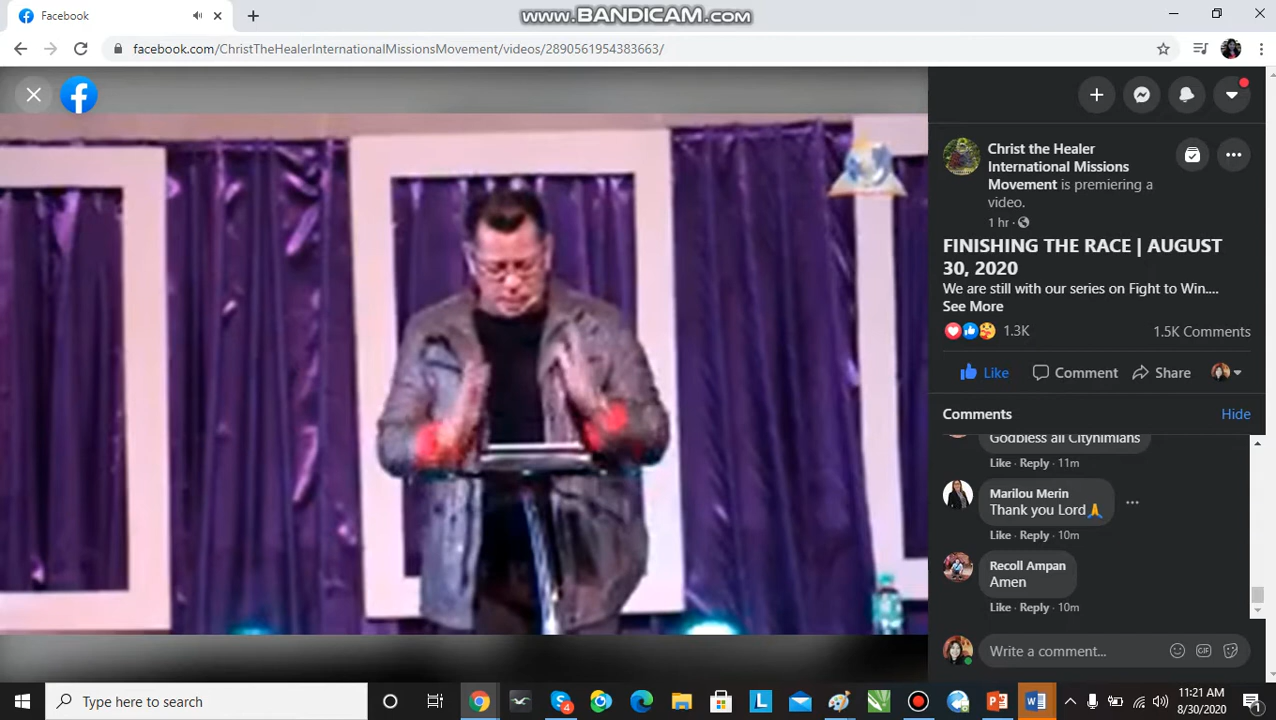 Facebook
www.BANDICAM.com
facebook.com/ChristTheHealerInternationalMissionsMovement/videos/2890561954383663/
Christ the Healer
International Missions
Movement is premiering a
video.
1 hr ·
FINISHING THE RACE | AUGUST
30, 2020
We are still with our series on Fight to Win....
See More
1.3K
1.5K Comments
Like
Comment
Share
Comments
Hide
Godbless all Citynimians
Like · Reply · 11m
Marilou Merin
Thank you Lord🙏
Like · Reply · 10m
Recoll Ampan
Amen
Like · Reply · 10m
Write a comment...
GIF
Type here to search
4
L
11:21 AM
8/30/2020
1